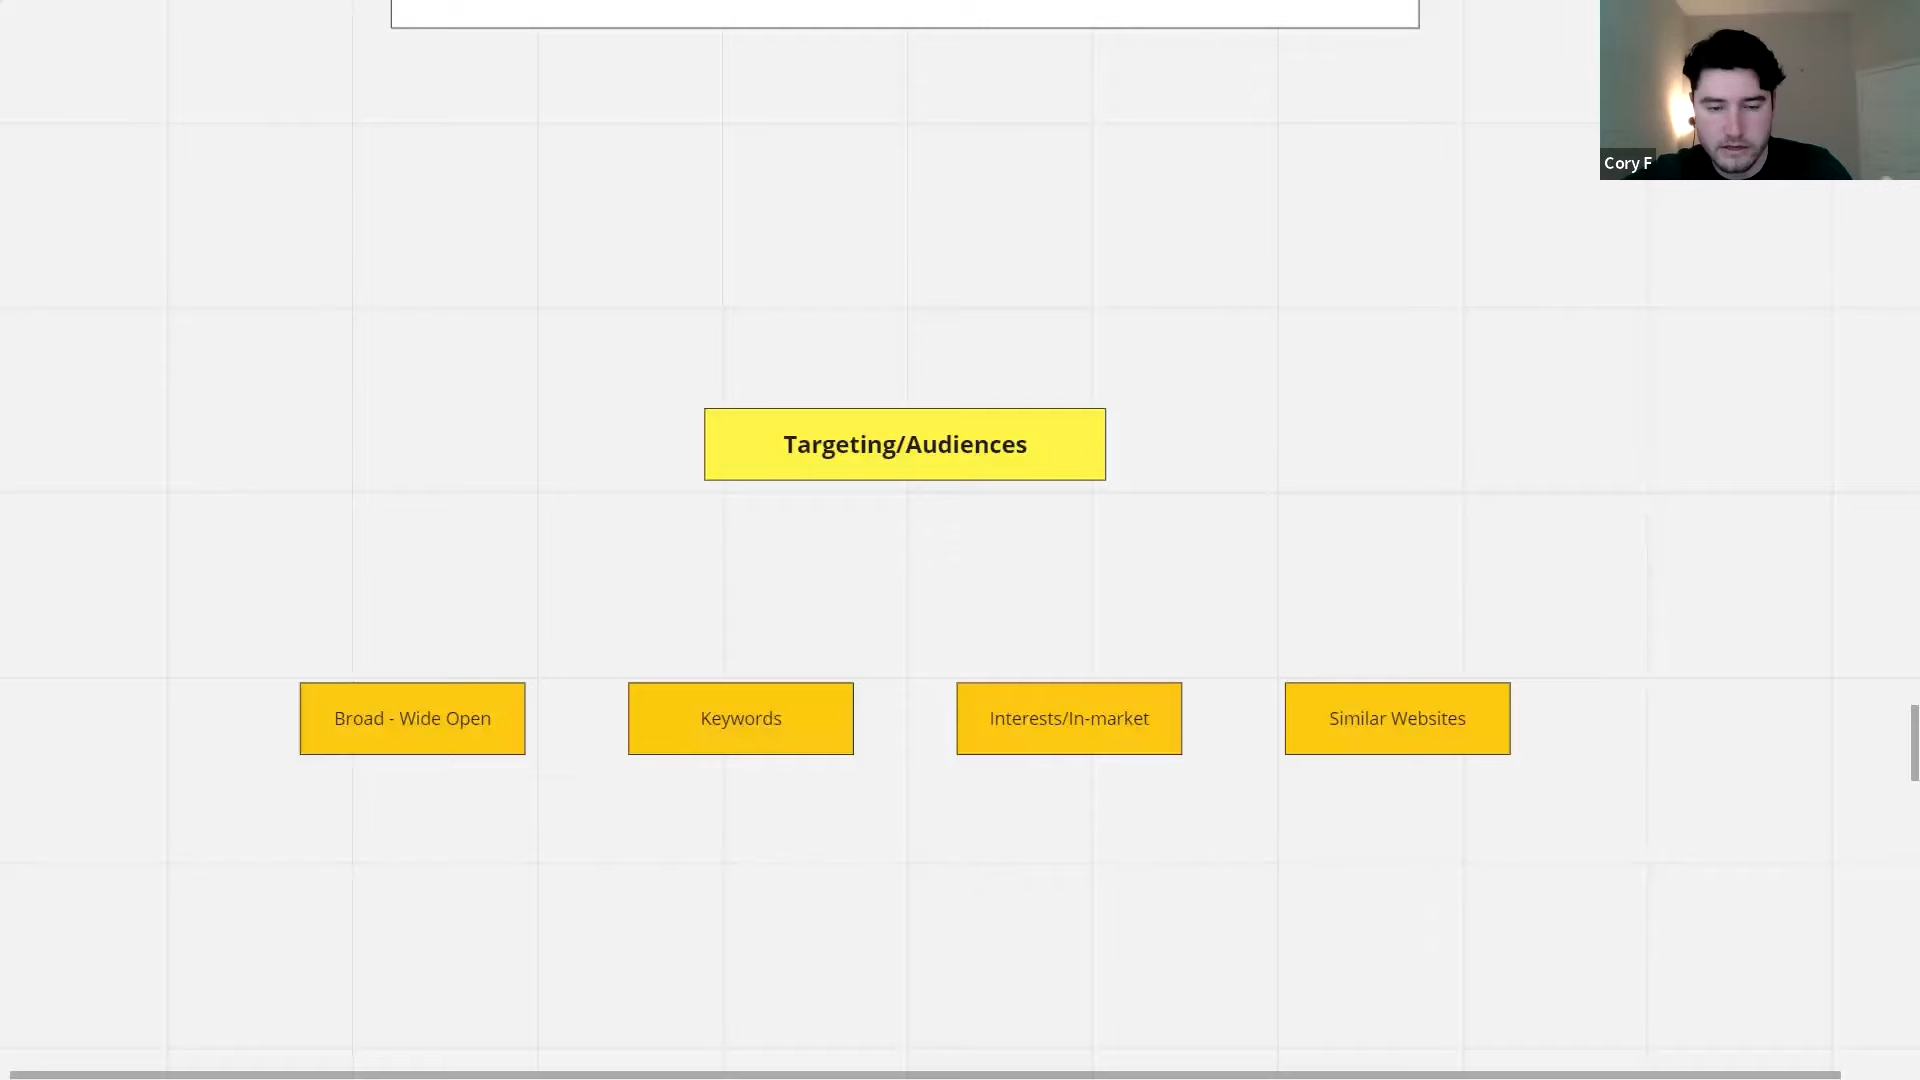 Cory F
Targeting/Audiences
Broad - Wide Open
Keywords
Interests/In-market
Similar Websites